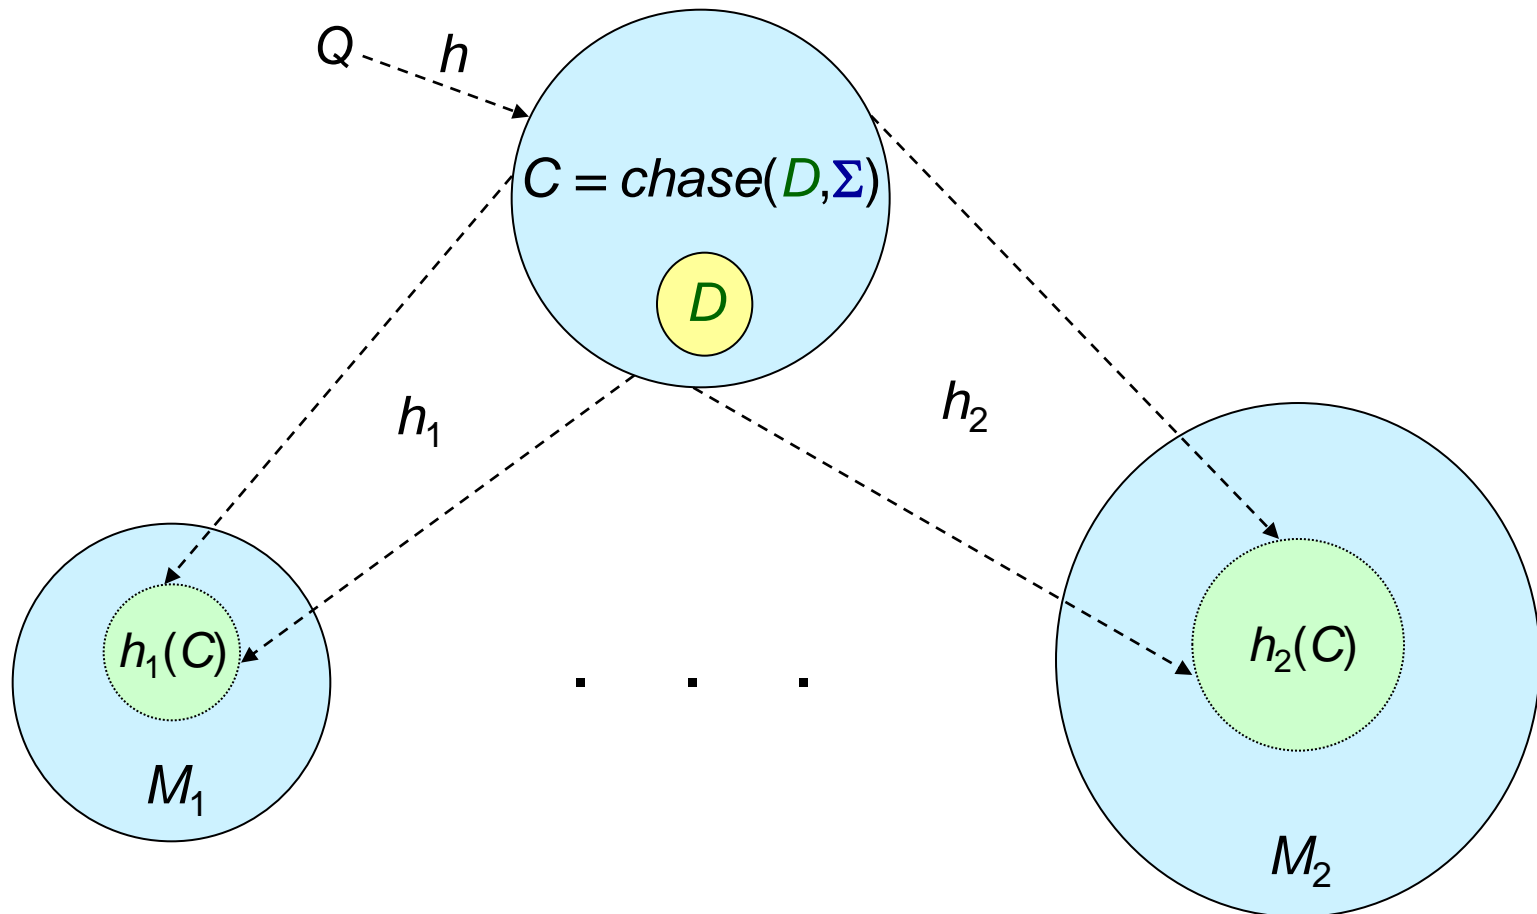 Q
h
C = chase(D,Σ)
D
h₁
h₂
h₁(C)
h₂(C)
. . .
M₁
M₂